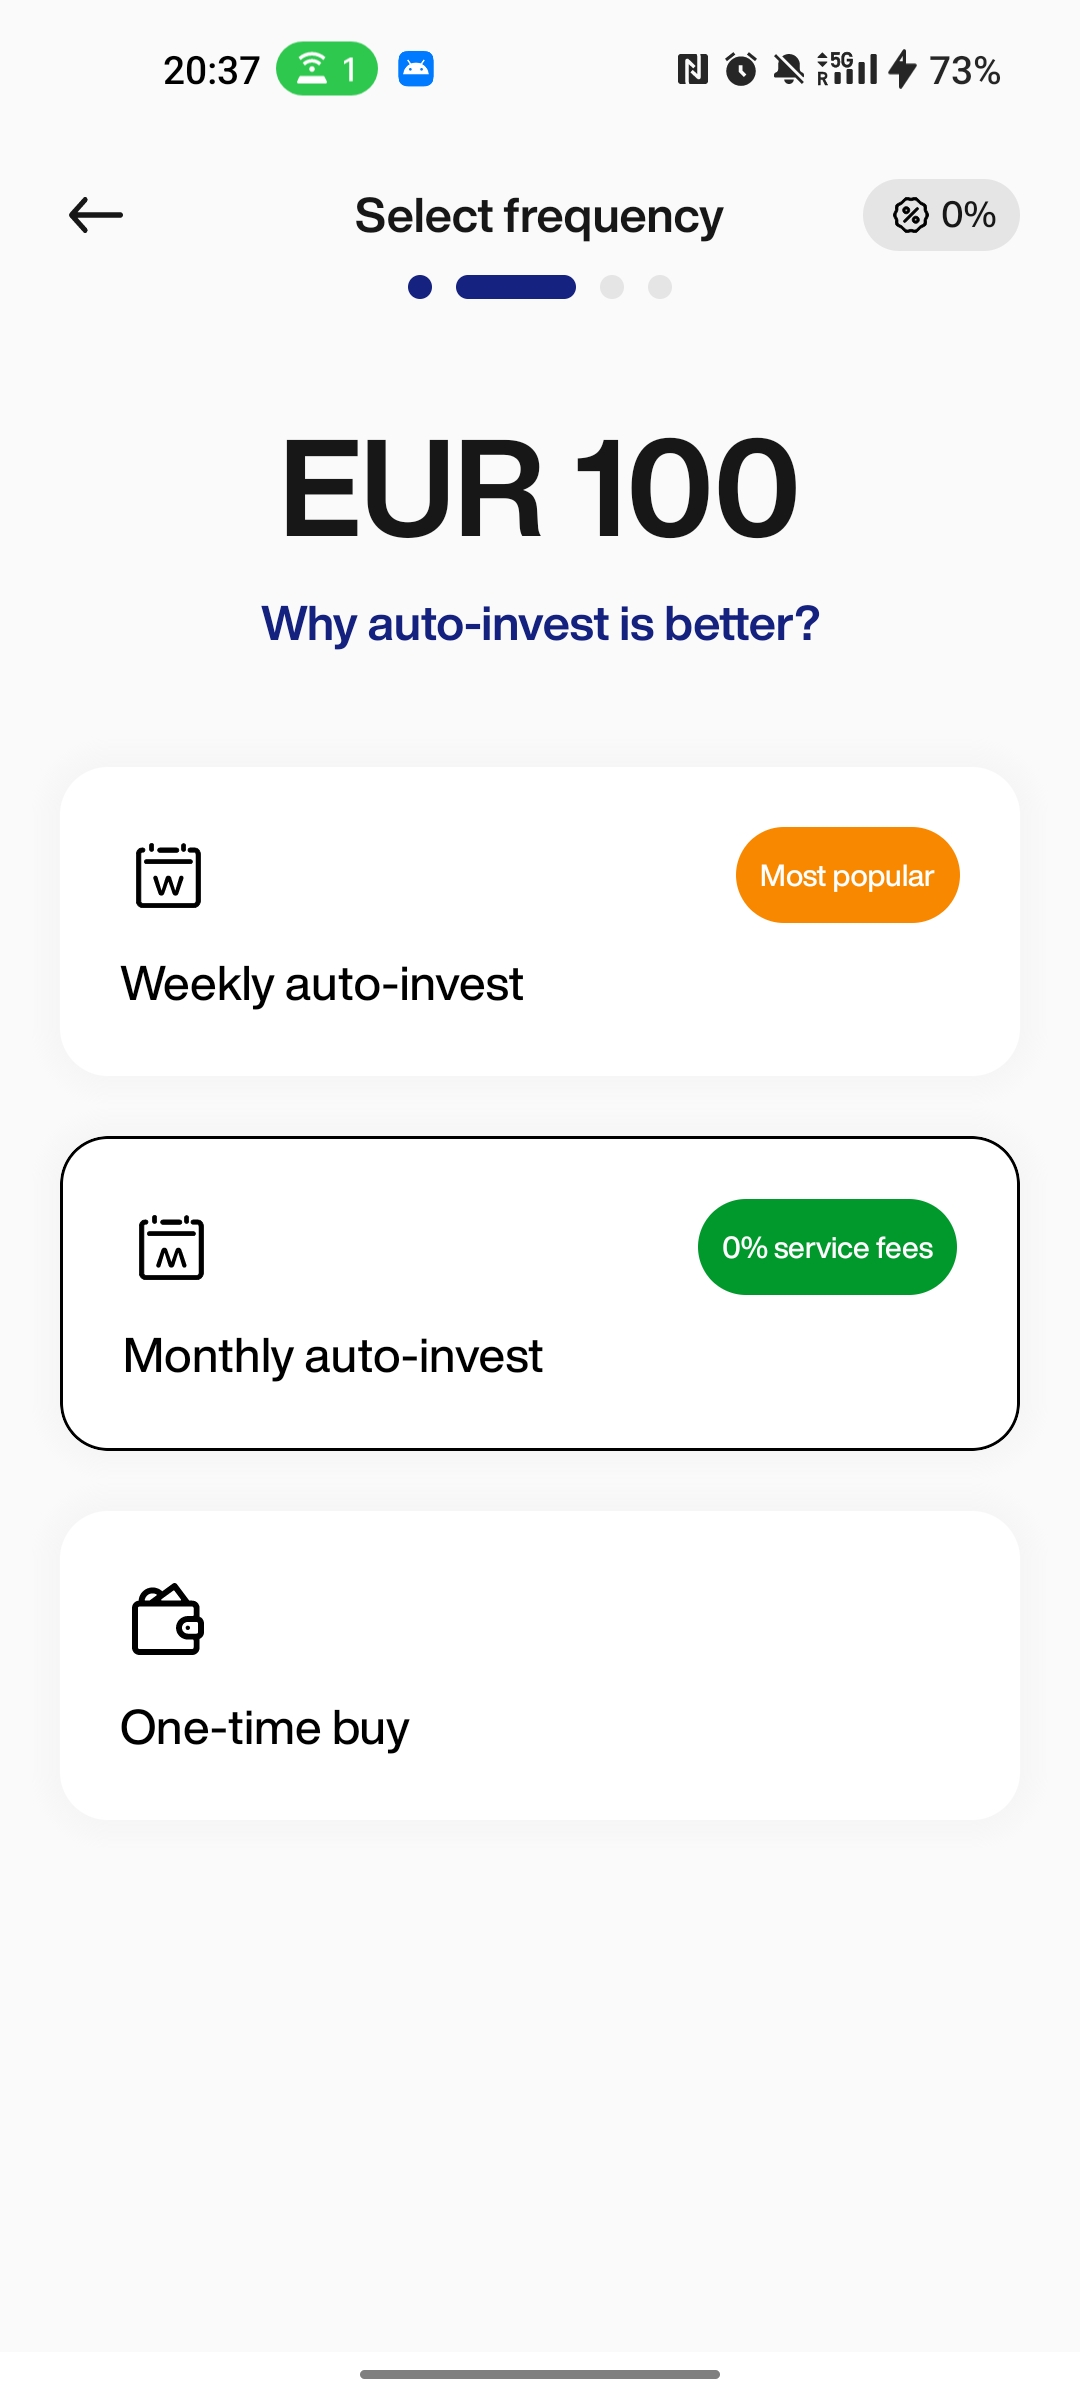 20:37 1 5G R 73%
Select frequency 0%
EUR 100
Why auto-invest is better?
W Most popular
Weekly auto-invest
M 0% service fees
Monthly auto-invest
One-time buy